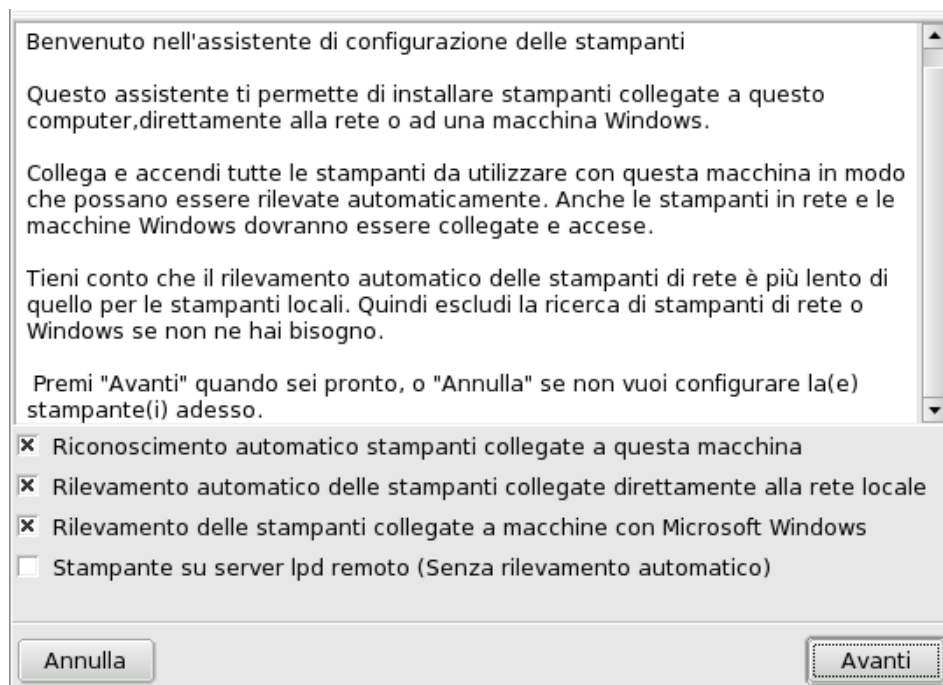 Benvenuto nell'assistente di configurazione delle stampanti
Questo assistente ti permette di installare stampanti collegate a questo
computer,direttamente alla rete o ad una macchina Windows.
Collega e accendi tutte le stampanti da utilizzare con questa macchina in modo
che possano essere rilevate automaticamente. Anche le stampanti in rete e le
macchine Windows dovranno essere collegate e accese.
Tieni conto che il rilevamento automatico delle stampanti di rete è più lento di
quello per le stampanti locali. Quindi escludi la ricerca di stampanti di rete o
Windows se non ne hai bisogno.
Premi "Avanti" quando sei pronto, o "Annulla" se non vuoi configurare la(e)
stampante(i) adesso.
Riconoscimento automatico stampanti collegate a questa macchina
Rilevamento automatico delle stampanti collegate direttamente alla rete locale
Rilevamento delle stampanti collegate a macchine con Microsoft Windows
Stampante su server lpd remoto (Senza rilevamento automatico)
Annulla
Avanti